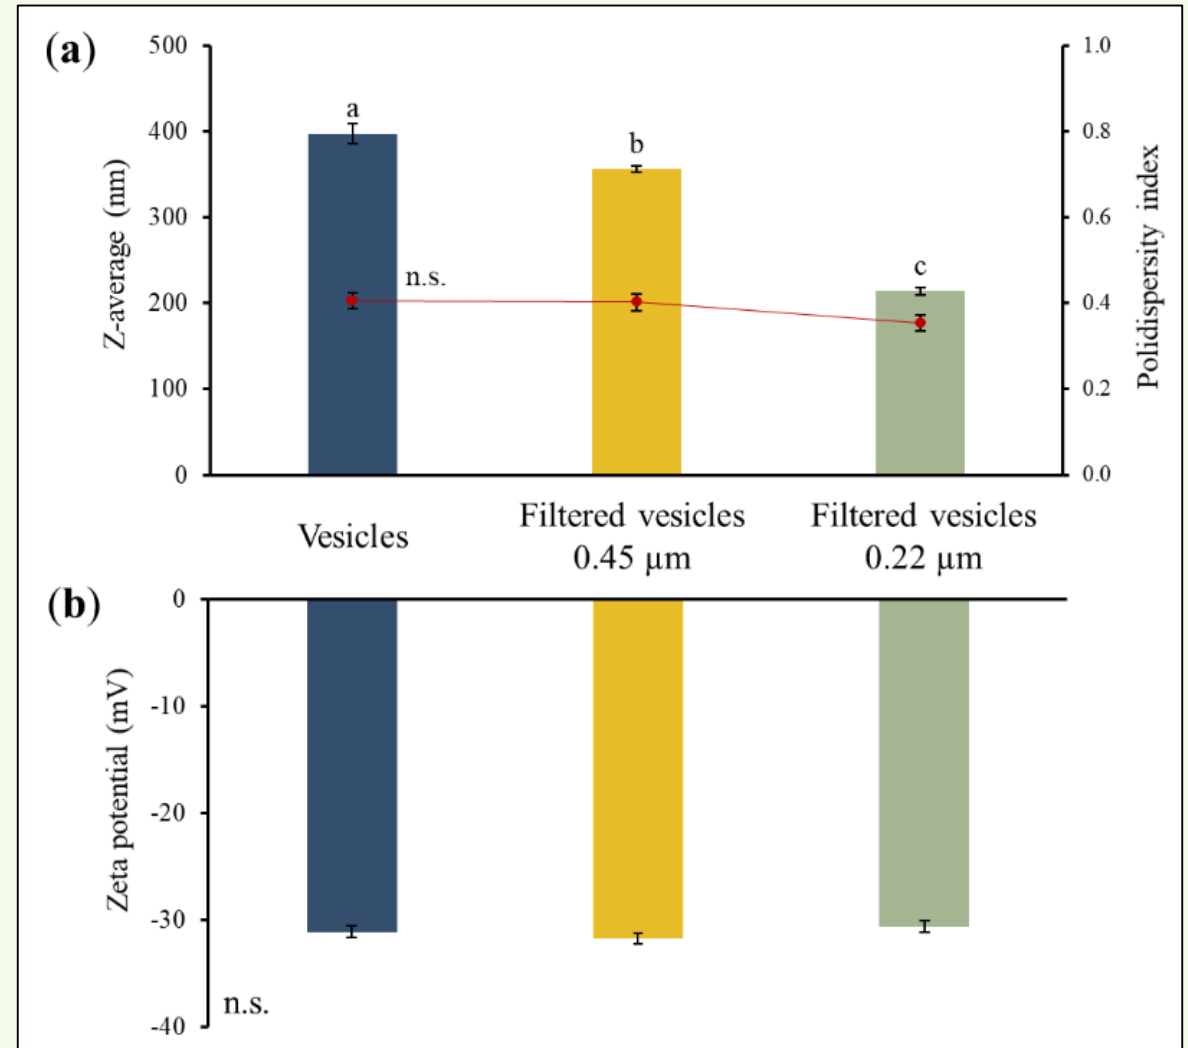 (a)
500
400
300
200
100
0
Z-average (nm)
a
b
c
n.s.
1.0
0.8
0.6
0.4
0.2
0.0
Polidispersity index
Vesicles
Filtered vesicles
0.45 µm
Filtered vesicles
0.22 µm
(b)
0
-10
-20
-30
-40
Zeta potential (mV)
n.s.